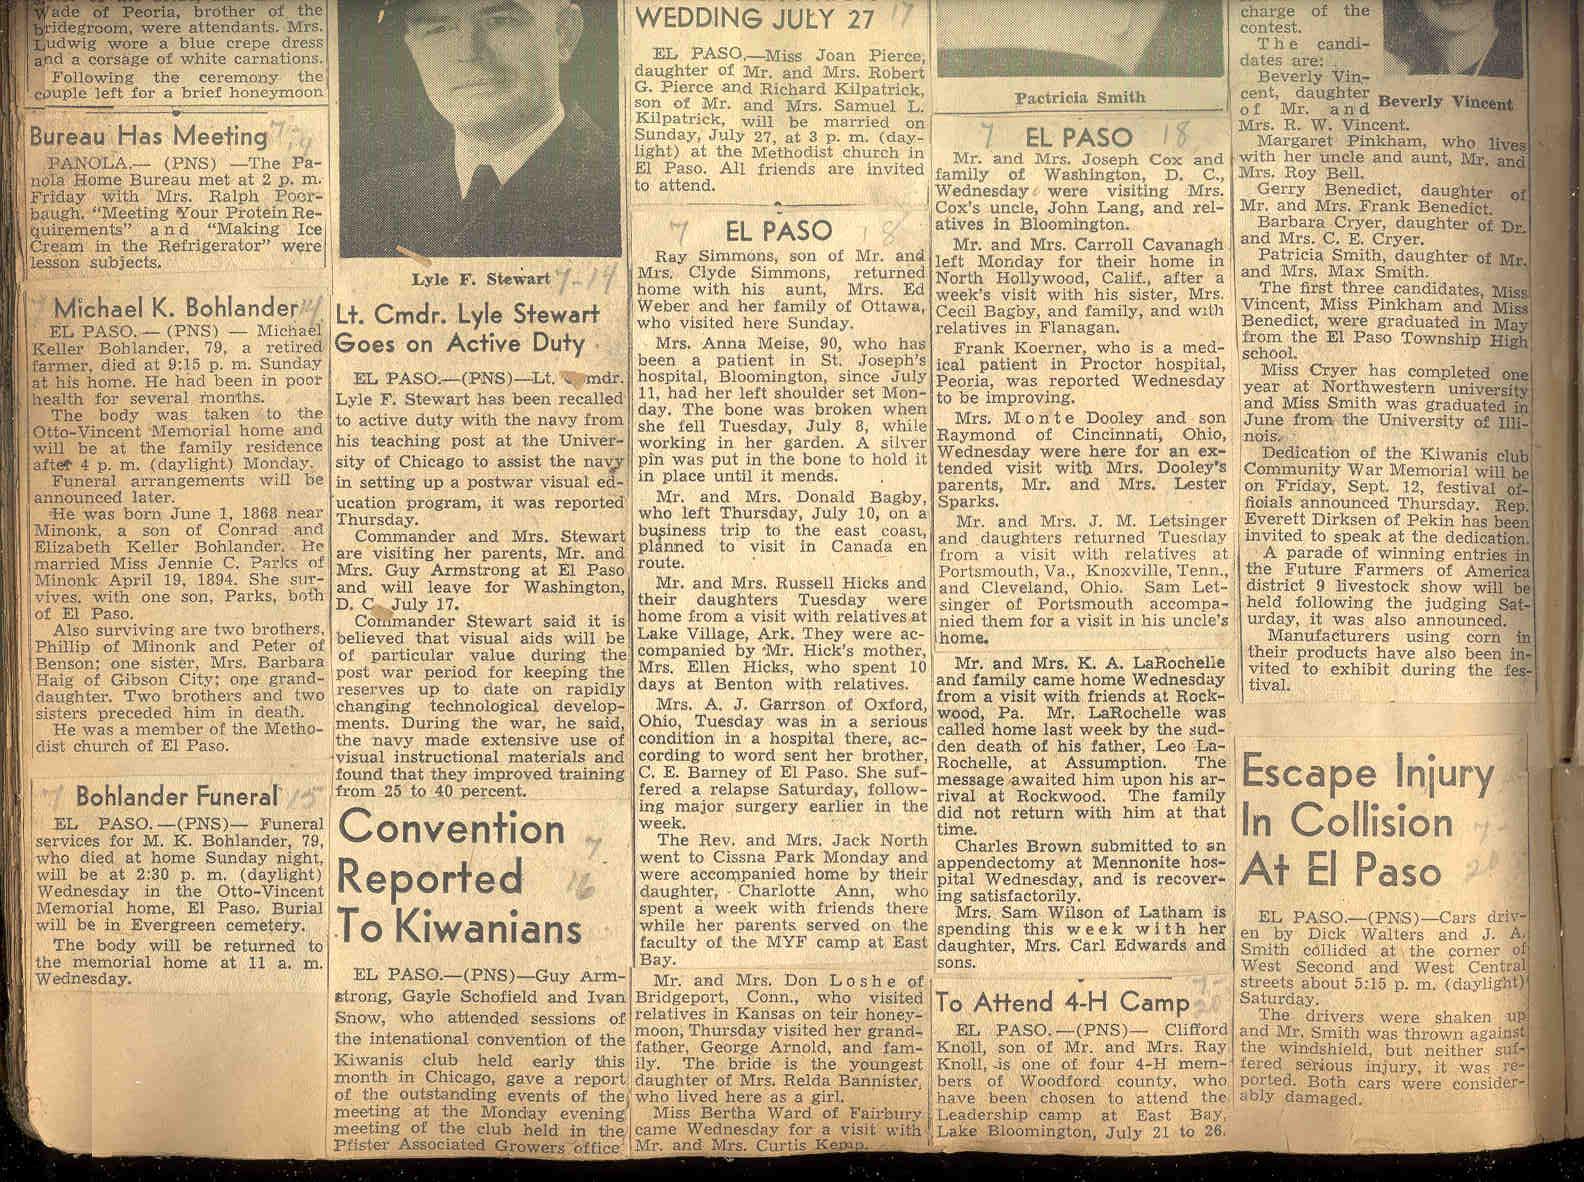 Wade of Peoria, brother of the
bridegroom, were attendants. Mrs.
Ludwig wore a blue crepe dress
and a corsage of white carnations.
Following the ceremony the
couple left for a brief honeymoon
Bureau Has Meeting
7-14
PANOLA.— (PNS) —The Pa-
nola Home Bureau met at 2 p. m.
Friday with Mrs. Ralph Poor-
baugh. "Meeting Your Protein Re-
quirements" and "Making Ice
Cream in the Refrigerator" were
lesson subjects.
Michael K. Bohlander
14
EL PASO.— (PNS) — Michael
Keller Bohlander, 79, a retired
farmer, died at 9:15 p. m. Sunday
at his home. He had been in poor
health for several months.
The body was taken to the
Otto-Vincent Memorial home and
will be at the family residence
after 4 p. m. (daylight) Monday.
Funeral arrangements will be
announced later.
He was born June 1, 1868 near
Minonk, a son of Conrad and
Elizabeth Keller Bohlander. He
married Miss Jennie C. Parks of
Minonk April 19, 1894. She sur-
vives, with one son, Parks, both
of El Paso.
Also surviving are two brothers,
Phillip of Minonk and Peter of
Benson; one sister, Mrs. Barbara
Haig of Gibson City; one grand-
daughter. Two brothers and two
sisters preceded him in death.
He was a member of the Metho-
dist church of El Paso.
7 Bohlander Funeral 15
EL PASO.—(PNS)— Funeral
services for M. K. Bohlander, 79,
who died at home Sunday night,
will be at 2:30 p. m. (daylight)
Wednesday in the Otto-Vincent
Memorial home, El Paso. Burial
will be in Evergreen cemetery.
The body will be returned to
the memorial home at 11 a. m.
Wednesday.
Lyle F. Stewart 7-14
Lt. Cmdr. Lyle Stewart
Goes on Active Duty
EL PASO.—(PNS)—Lt. mdr.
Lyle F. Stewart has been recalled
to active duty with the navy from
his teaching post at the Univer-
sity of Chicago to assist the navy
in setting up a postwar visual ed-
ucation program, it was reported
Thursday.
Commander and Mrs. Stewart
are visiting her parents, Mr. and
Mrs. Guy Armstrong at El Paso
and will leave for Washington,
D. C. July 17.
Commander Stewart said it is
believed that visual aids will be
of particular value during the
post war period for keeping the
reserves up to date on rapidly
changing technological develop-
ments. During the war, he said,
the navy made extensive use of
visual instructional materials and
found that they improved training
from 25 to 40 percent.
Convention
Reported
To Kiwanians
7
16
EL PASO.—(PNS)—Guy Arm-
strong, Gayle Schofield and Ivan
Snow, who attended sessions of
the intenational convention of the
Kiwanis club held early this
month in Chicago, gave a report
of the outstanding events of the
meeting at the Monday evening
meeting of the club held in the
Pfister Associated Growers office
WEDDING JULY 27
17
EL PASO,—Miss Joan Pierce,
daughter of Mr. and Mrs. Robert
G. Pierce and Richard Kilpatrick,
son of Mr. and Mrs. Samuel L.
Kilpatrick, will be married on
Sunday, July 27, at 3 p. m. (day-
light) at the Methodist church in
El Paso. All friends are invited
to attend.
7 EL PASO 18
Ray Simmons, son of Mr. and
Mrs. Clyde Simmons, returned
home with his aunt, Mrs. Ed
Weber and her family of Ottawa,
who visited here Sunday.
Mrs. Anna Meise, 90, who has
been a patient in St. Joseph's
hospital, Bloomington, since July
11, had her left shoulder set Mon-
day. The bone was broken when
she fell Tuesday, July 8, while
working in her garden. A silver
pin was put in the bone to hold it
in place until it mends.
Mr. and Mrs. Donald Bagby,
who left Thursday, July 10, on a
business trip to the east coast,
planned to visit in Canada en
route.
Mr. and Mrs. Russell Hicks and
their daughters Tuesday were
home from a visit with relatives at
Lake Village, Ark. They were ac-
companied by Mr. Hick's mother,
Mrs. Ellen Hicks, who spent 10
days at Benton with relatives.
Mrs. A. J. Garrson of Oxford,
Ohio, Tuesday was in a serious
condition in a hospital there, ac-
cording to word sent her brother,
C. E. Barney of El Paso. She suf-
fered a relapse Saturday, follow-
ing major surgery earlier in the
week.
The Rev. and Mrs. Jack North
went to Cissna Park Monday and
were accompanied home by their
daughter, Charlotte Ann, who
spent a week with friends there
while her parents served on the
faculty of the MYF camp at East
Bay.
Mr. and Mrs. Don Loshe of
Bridgeport, Conn., who visited
relatives in Kansas on teir honey-
moon, Thursday visited her grand-
father, George Arnold, and fam-
ily. The bride is the youngest
daughter of Mrs. Relda Bannister,
who lived here as a girl.
Miss Bertha Ward of Fairbury
came Wednesday for a visit with
Mr. and Mrs. Curtis Kemp.
Pactricia Smith
7 EL PASO 18
Mr. and Mrs. Joseph Cox and
family of Washington, D. C.,
Wednesday were visiting Mrs.
Cox's uncle, John Lang, and rel-
atives in Bloomington.
Mr. and Mrs. Carroll Cavanagh
left Monday for their home in
North Hollywood, Calif., after a
week's visit with his sister, Mrs.
Cecil Bagby, and family, and with
relatives in Flanagan.
Frank Koerner, who is a med-
ical patient in Proctor hospital,
Peoria, was reported Wednesday
to be improving.
Mrs. Monte Dooley and son
Raymond of Cincinnati, Ohio,
Wednesday were here for an ex-
tended visit with Mrs. Dooley's
parents, Mr. and Mrs. Lester
Sparks.
Mr. and Mrs. J. M. Letsinger
and daughters returned Tuesday
from a visit with relatives at
Portsmouth, Va., Knoxville, Tenn.,
and Cleveland, Ohio. Sam Let-
singer of Portsmouth accompa-
nied them for a visit in his uncle's
home.
Mr. and Mrs. K. A. LaRochelle
and family came home Wednesday
from a visit with friends at Rock-
wood, Pa. Mr. LaRochelle was
called home last week by the sud-
den death of his father, Leo La-
Rochelle, at Assumption. The
message awaited him upon his ar-
rival at Rockwood. The family
did not return with him at that
time.
Charles Brown submitted to an
appendectomy at Mennonite hos-
pital Wednesday, and is recover-
ing satisfactorily.
Mrs. Sam Wilson of Latham is
spending this week with her
daughter, Mrs. Carl Edwards and
sons.
To Attend 4-H Camp
7-20
EL PASO.—(PNS)— Clifford
Knoll, son of Mr. and Mrs. Ray
Knoll, is one of four 4-H mem-
bers of Woodford county, who
have been chosen to attend the
Leadership camp at East Bay,
Lake Bloomington, July 21 to 26.
charge of the
contest.
The candi-
dates are:
Beverly Vin-
cent, daughter
of Mr. and
Beverly Vincent
Mrs. R. W. Vincent.
Margaret Pinkham, who lives
with her uncle and aunt, Mr. and
Mrs. Roy Bell.
Gerry Benedict, daughter of
Mr. and Mrs. Frank Benedict.
Barbara Cryer, daughter of Dr.
and Mrs. C. E. Cryer.
Patricia Smith, daughter of Mr.
and Mrs. Max Smith.
The first three candidates, Miss
Vincent, Miss Pinkham and Miss
Benedict, were graduated in May
from the El Paso Township High
school.
Miss Cryer has completed one
year at Northwestern university
and Miss Smith was graduated in
June from the University of Illi-
nois.
Dedication of the Kiwanis club
Community War Memorial will be
on Friday, Sept. 12, festival of-
fioials announced Thursday. Rep.
Everett Dirksen of Pekin has been
invited to speak at the dedication.
A parade of winning entries in
the Future Farmers of America
district 9 livestock show will be
held following the judging Sat-
urday, it was also announced.
Manufacturers using corn in
their products have also been in-
vited to exhibit during the fes-
tival.
Escape Injury
In Collision
At El Paso
7-
20
EL PASO.—(PNS)—Cars driv-
en by Dick Walters and J. A.
Smith collided at the corner of
West Second and West Central
streets about 5:15 p. m. (daylight)
Saturday.
The drivers were shaken up
and Mr. Smith was thrown against
the windshield, but neither suf-
fered serious injury, it was re-
ported. Both cars were consider-
ably damaged.